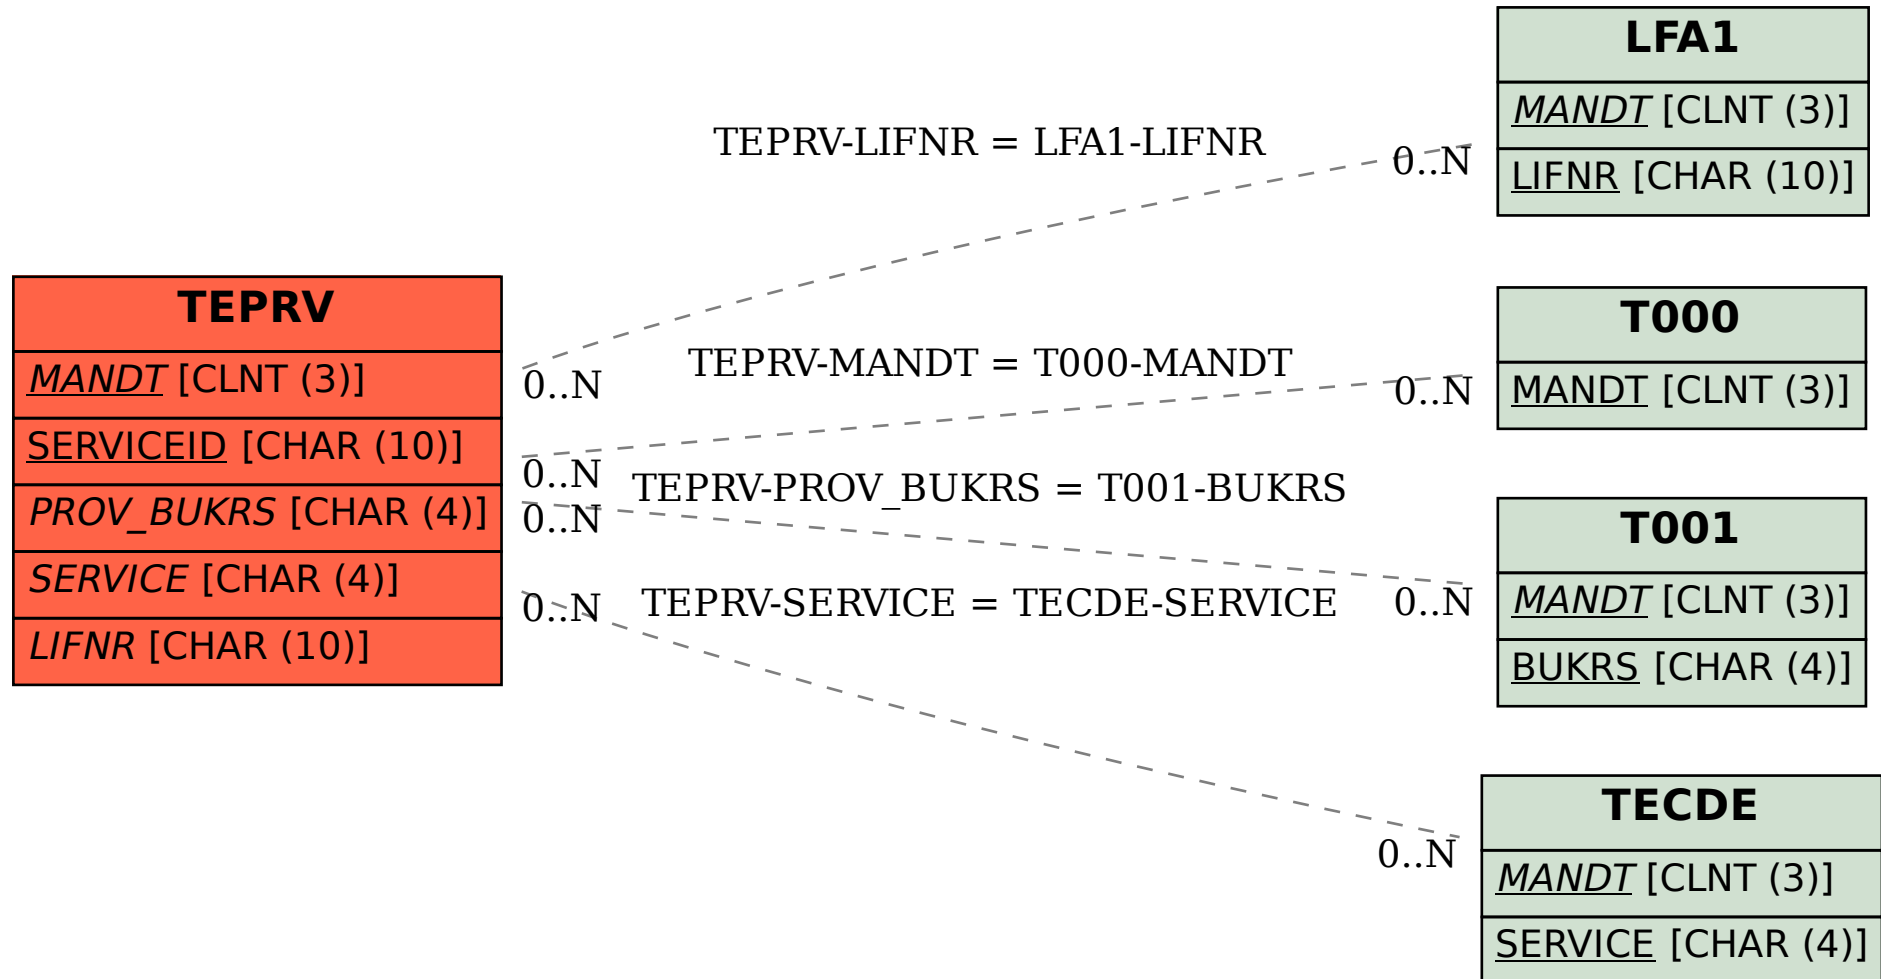 LFA1
MANDT [CLNT (3)]
LIFNR [CHAR (10)]
TEPRV-LIFNR = LFA1-LIFNR
0..N
TEPRV
MANDT [CLNT (3)]
SERVICEID [CHAR (10)]
PROV_BUKRS [CHAR (4)]
SERVICE [CHAR (4)]
LIFNR [CHAR (10)]
0..N
TEPRV-MANDT = T000-MANDT
0..N
T000
MANDT [CLNT (3)]
0..N
TEPRV-PROV_BUKRS = T001-BUKRS
0..N
T001
MANDT [CLNT (3)]
BUKRS [CHAR (4)]
0..N
TEPRV-SERVICE = TECDE-SERVICE
0..N
0..N
TECDE
MANDT [CLNT (3)]
SERVICE [CHAR (4)]